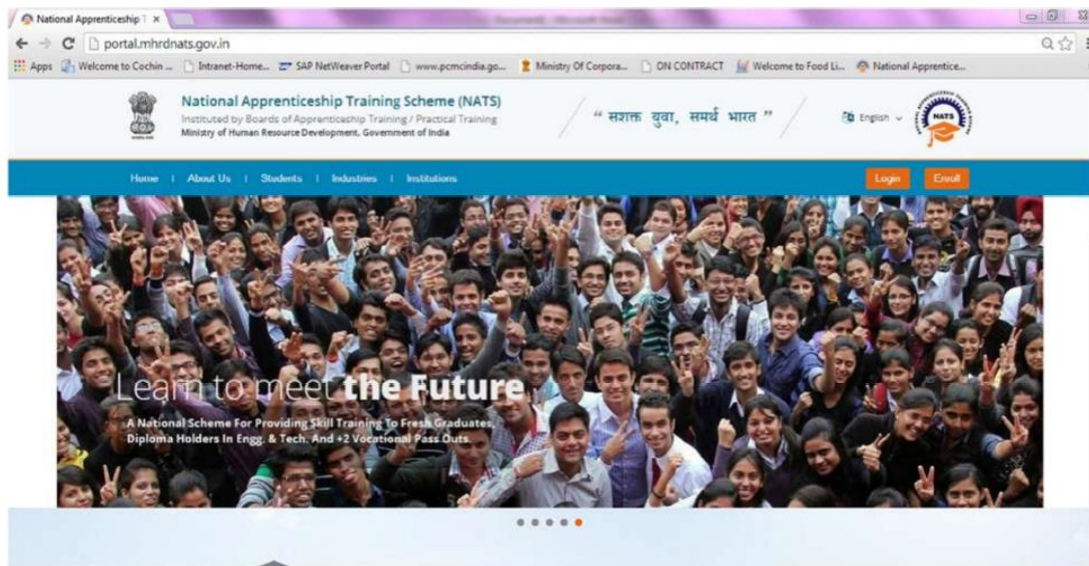 National Apprenticeship T
portal.mhrdnats.gov.in
Apps Welcome to Cochin ... Intranet-Home... SAP NetWeaver Portal www.pcmcindia.go... Ministry Of Corpora... ON CONTRACT Welcome to Food Li... National Apprentice...
National Apprenticeship Training Scheme (NATS)
Instituted by Boards of Apprenticeship Training / Practical Training
Ministry of Human Resource Development, Government of India
“ सशक्त युवा, समर्थ भारत ”
English
NATS
Home | About Us | Students | Industries | Institutions
Login Enroll
Learn to meet the Future
A National Scheme For Providing Skill Training To Fresh Graduates,
Diploma Holders In Engg. & Tech. And +2 Vocational Pass Outs.